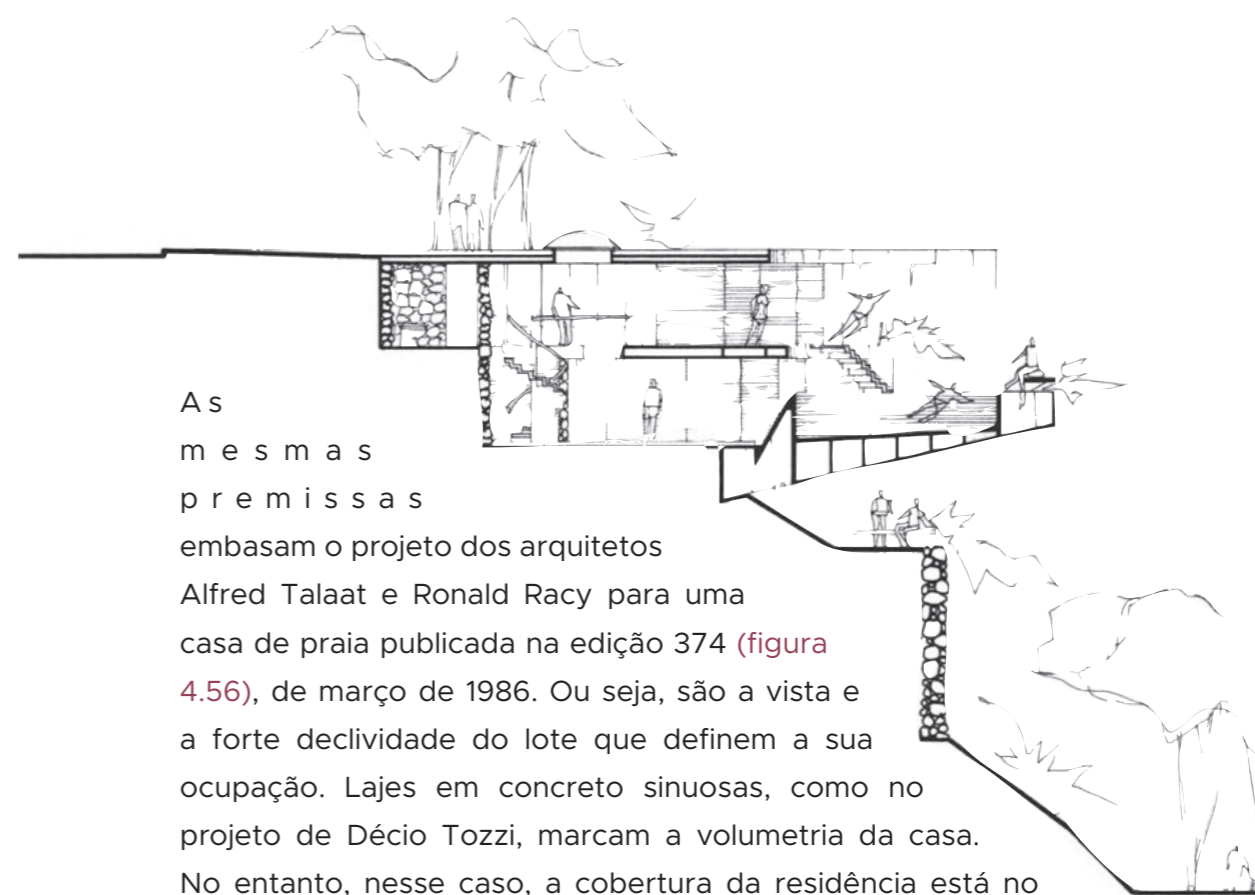 As
mesmas
premissas
embasam o projeto dos arquitetos
Alfred Talaat e Ronald Racy para uma
casa de praia publicada na edição 374 (figura
4.56), de março de 1986. Ou seja, são a vista e
a forte declividade do lote que definem a sua
ocupação. Lajes em concreto sinuosas, como no
projeto de Décio Tozzi, marcam a volumetria da casa.
No entanto, nesse caso, a cobertura da residência está no